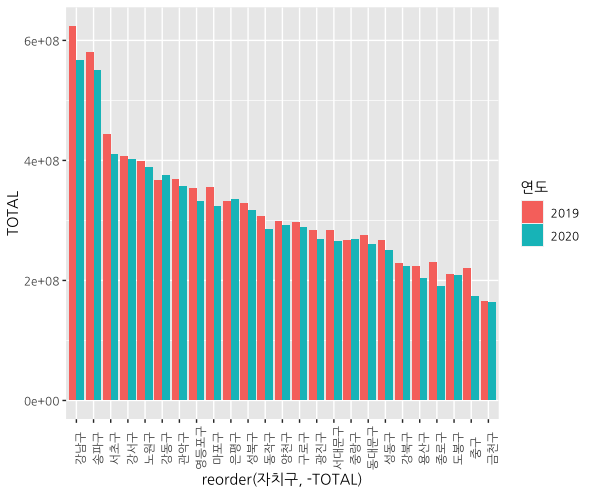 TOTAL
6e+08
4e+08
2e+08
0e+00
강남구
송파구
서초구
강서구
노원구
강동구
관악구
영등포구
마포구
은평구
성북구
동작구
양천구
구로구
광진구
서대문구
중랑구
동대문구
성동구
강북구
용산구
종로구
도봉구
중구
금천구
reorder(자치구, -TOTAL)
연도
2019
2020